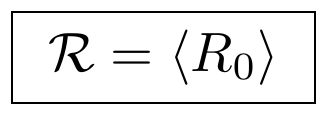 ℛ = ⟨R₀⟩